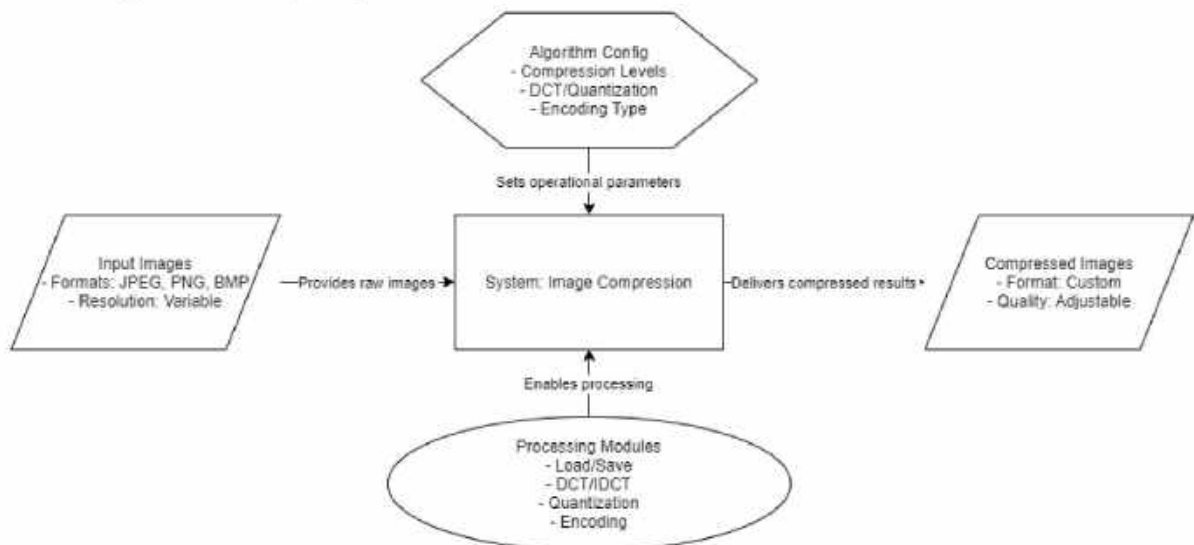 Algorithm Config
- Compression Levels
- DCT/Quantization
- Encoding Type
Sets operational parameters
Input Images
- Formats: JPEG, PNG, BMP
- Resolution: Variable
Provides raw images
System: Image Compression
Delivers compressed results
Compressed Images
- Format: Custom
- Quality: Adjustable
Enables processing
Processing Modules
- Load/Save
- DCT/IDCT
- Quantization
- Encoding